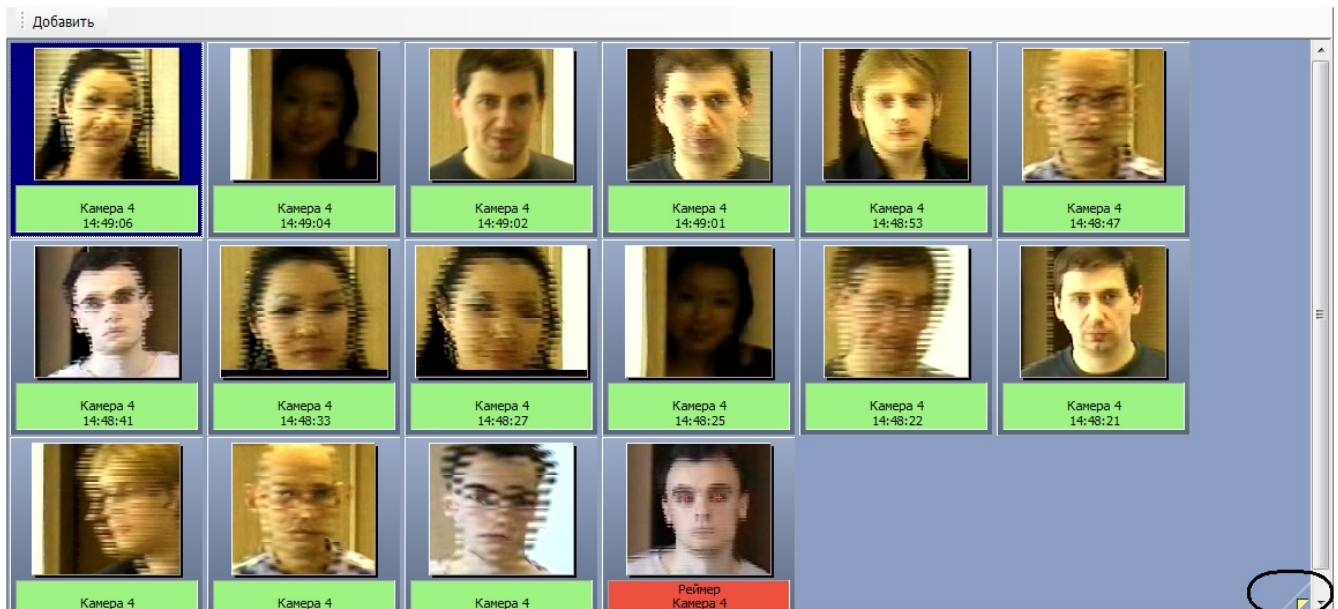 Добавить
Камера 4
14:49:06
Камера 4
14:49:04
Камера 4
14:49:02
Камера 4
14:49:01
Камера 4
14:48:53
Камера 4
14:48:47
Камера 4
14:48:41
Камера 4
14:48:33
Камера 4
14:48:27
Камера 4
14:48:25
Камера 4
14:48:22
Камера 4
14:48:21
Камера 4
Камера 4
Камера 4
Реймер
Камера 4